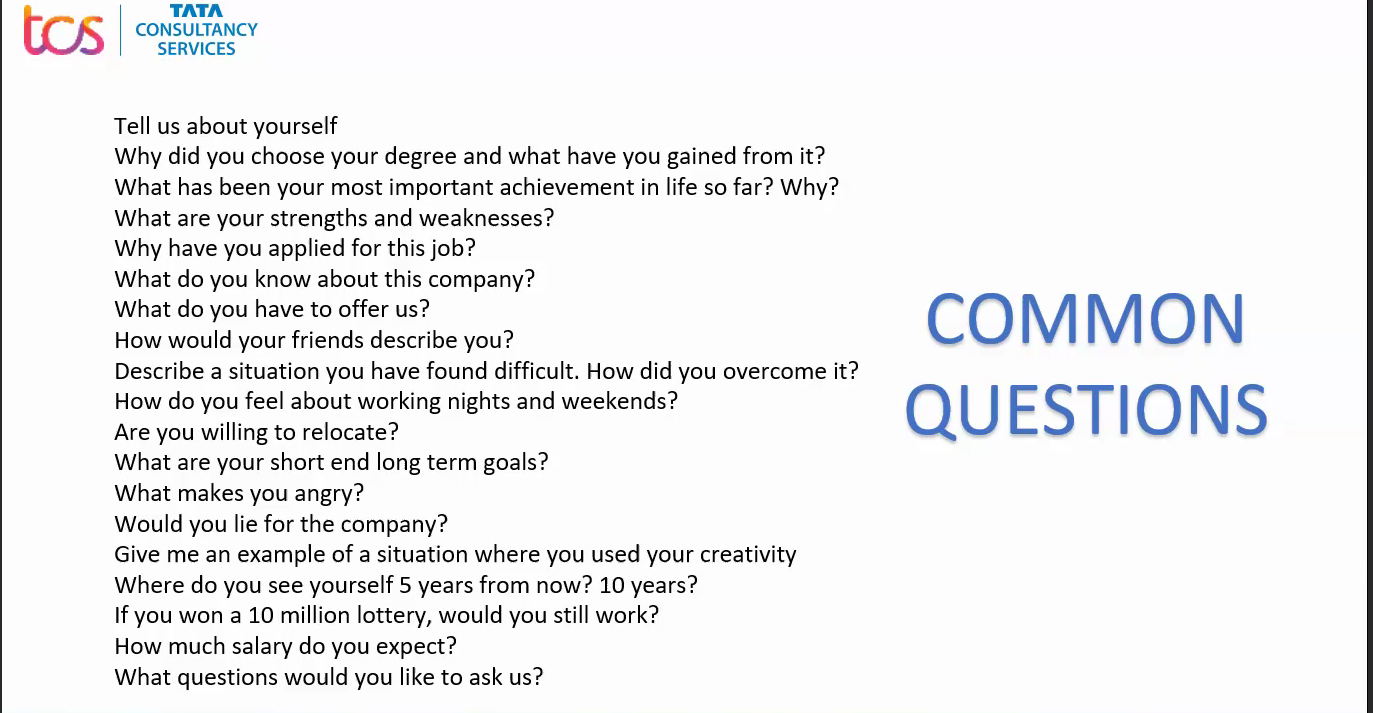 tcs
TATA
CONSULTANCY
SERVICES
Tell us about yourself
Why did you choose your degree and what have you gained from it?
What has been your most important achievement in life so far? Why?
What are your strengths and weaknesses?
Why have you applied for this job?
What do you know about this company?
What do you have to offer us?
How would your friends describe you?
Describe a situation you have found difficult. How did you overcome it?
How do you feel about working nights and weekends?
Are you willing to relocate?
What are your short end long term goals?
What makes you angry?
Would you lie for the company?
Give me an example of a situation where you used your creativity
Where do you see yourself 5 years from now? 10 years?
If you won a 10 million lottery, would you still work?
How much salary do you expect?
What questions would you like to ask us?
COMMON
QUESTIONS